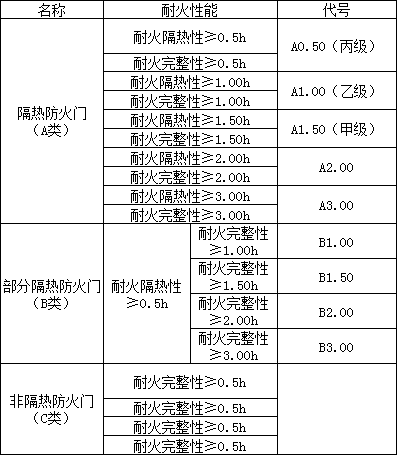 名称 耐火性能 代号
隔热防火门
（A类）
耐火隔热性≥0.5h
耐火完整性≥0.5h
A0.50（丙级）
耐火隔热性≥1.00h
耐火完整性≥1.00h
A1.00（乙级）
耐火隔热性≥1.50h
耐火完整性≥1.50h
A1.50（甲级）
耐火隔热性≥2.00h
耐火完整性≥2.00h
A2.00
耐火隔热性≥3.00h
耐火完整性≥3.00h
A3.00
部分隔热防火门
（B类）
耐火隔热性
≥0.5h
耐火完整性
≥1.00h
B1.00
耐火完整性
≥1.50h
B1.50
耐火完整性
≥2.00h
B2.00
耐火完整性
≥3.00h
B3.00
非隔热防火门
（C类）
耐火完整性≥0.5h
耐火完整性≥0.5h
耐火完整性≥0.5h
耐火完整性≥0.5h